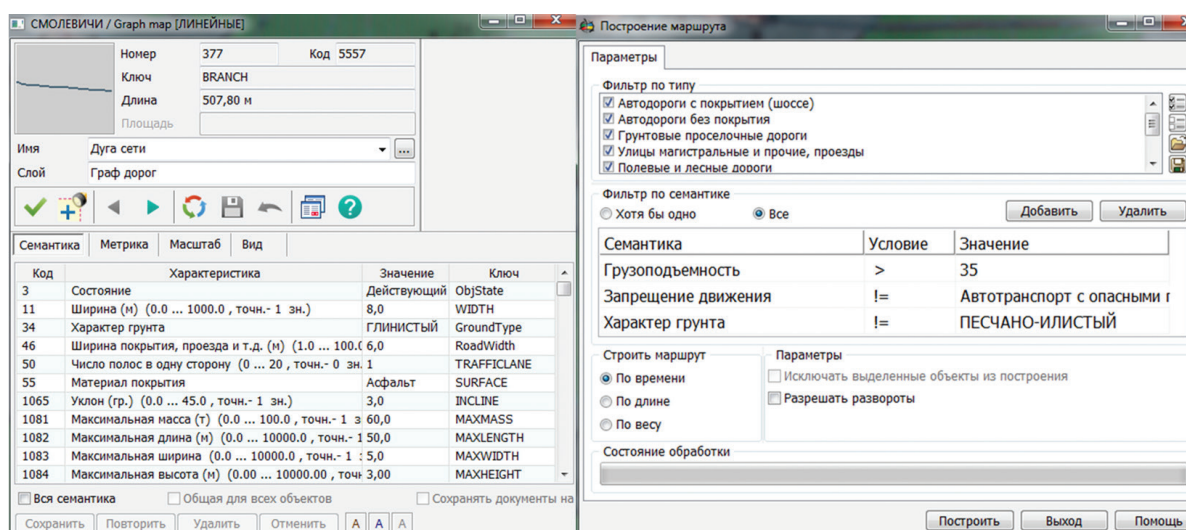 СМОЛЕВИЧИ / Graph map [ЛИНЕЙНЫЕ]
Номер 377 Код 5557
Ключ BRANCH
Длина 507,80 м
Площадь
Имя Дуга сети ...
Слой Граф дорог
Семантика Метрика Масштаб Вид
Код Характеристика Значение Ключ
3 Состояние Действующий ObjState
11 Ширина (м) (0.0 ... 1000.0 , точн.- 1 зн.) 8,0 WIDTH
34 Характер грунта ГЛИНИСТЫЙ GroundType
46 Ширина покрытия, проезда и т.д. (м) (1.0 ... 100.0 6,0 RoadWidth
50 Число полос в одну сторону (0 ... 20 , точн.- 0 зн. 1 TRAFFICLANE
55 Материал покрытия Асфальт SURFACE
1065 Уклон (гр.) (0.0 ... 45.0 , точн.- 1 зн.) 3,0 INCLINE
1081 Максимальная масса (т) (0.0 ... 100.0 , точн.- 1 з 60,0 MAXMASS
1082 Максимальная длина (м) (0.0 ... 10000.0 , точн.- 1 50,0 MAXLENGTH
1083 Максимальная ширина (0.0 ... 10000.0 , точн.- 1 5,0 MAXWIDTH
1084 Максимальная высота (м) (0.00 ... 10000.00 , точн 3,00 MAXHEIGHT
Вся семантика Общая для всех объектов Сохранять документы на
Сохранить Повторить Удалить Отменить A A A
Построение маршрута
Параметры
Фильтр по типу
Автодороги с покрытием (шоссе)
Автодороги без покрытия
Грунтовые проселочные дороги
Улицы магистральные и прочие, проезды
Полевые и лесные дороги
Фильтр по семантике
Хотя бы одно Все Добавить Удалить
Семантика Условие Значение
Грузоподъемность > 35
Запрещение движения != Автотранспорт с опасными г
Характер грунта != ПЕСЧАНО-ИЛИСТЫЙ
Строить маршрут Параметры
По времени Исключать выделенные объекты из построения
По длине Разрешать развороты
По весу
Состояние обработки
Построить Выход Помощь